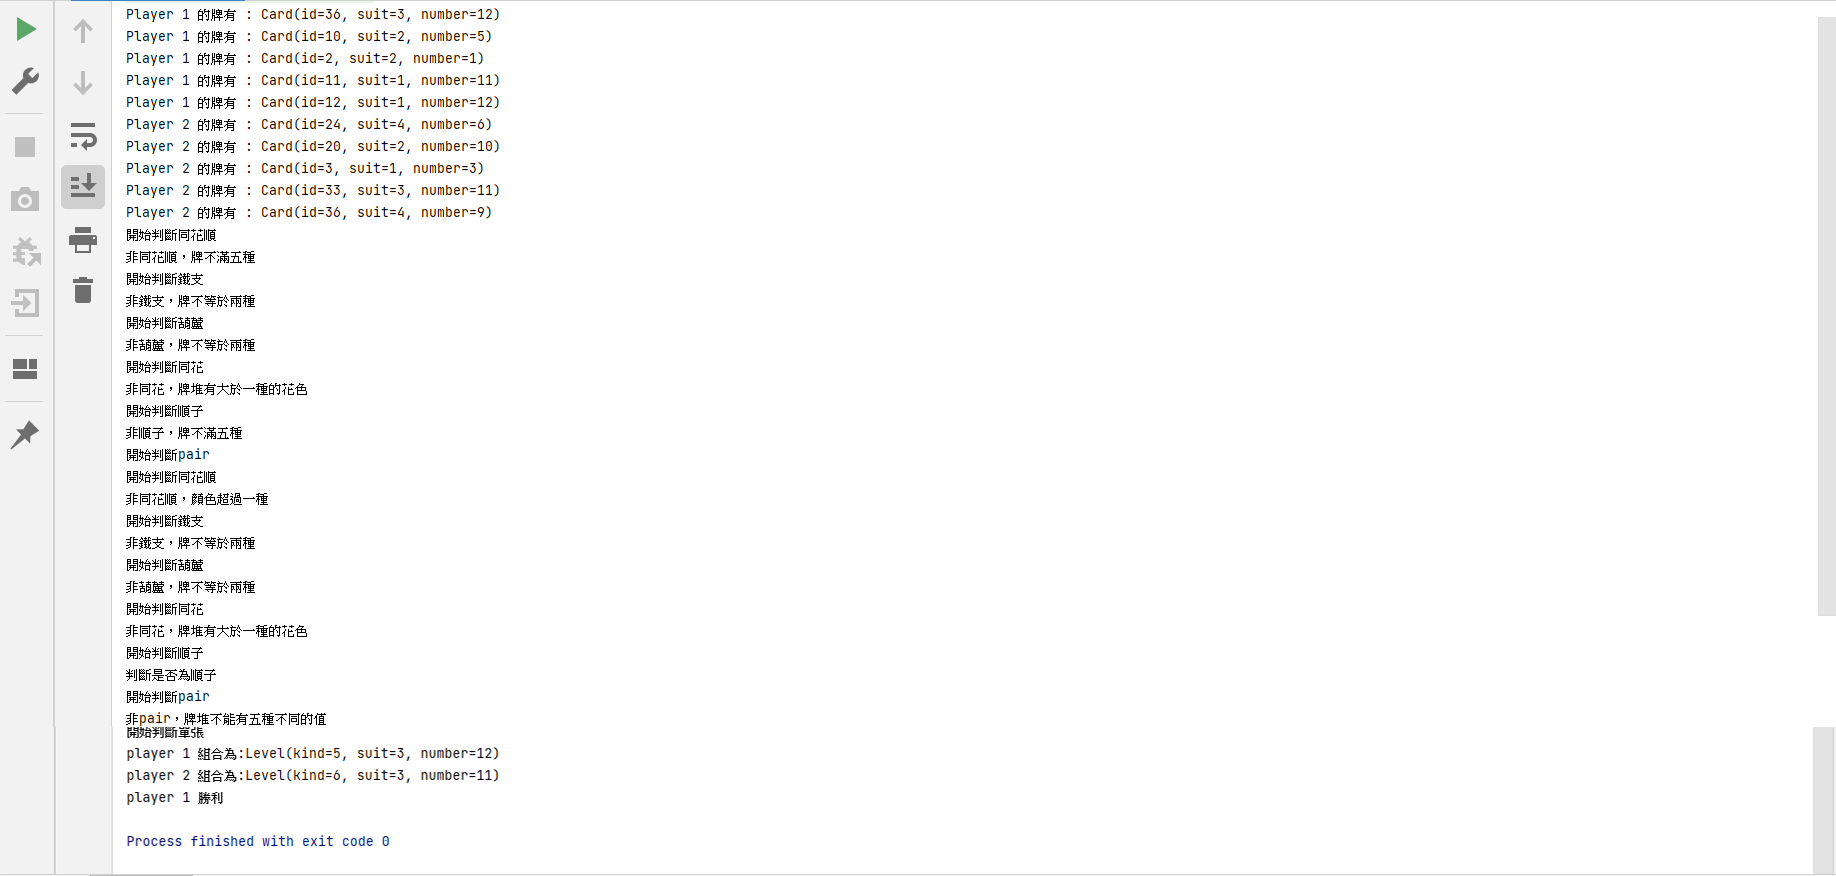 Player 1 的牌有 : Card(id=36, suit=3, number=12)
Player 1 的牌有 : Card(id=10, suit=2, number=5)
Player 1 的牌有 : Card(id=2, suit=2, number=1)
Player 1 的牌有 : Card(id=11, suit=1, number=11)
Player 1 的牌有 : Card(id=12, suit=1, number=12)
Player 2 的牌有 : Card(id=24, suit=4, number=6)
Player 2 的牌有 : Card(id=20, suit=2, number=10)
Player 2 的牌有 : Card(id=3, suit=1, number=3)
Player 2 的牌有 : Card(id=33, suit=3, number=11)
Player 2 的牌有 : Card(id=36, suit=4, number=9)
開始判斷同花順
非同花順，牌不滿五種
開始判斷鐵支
非鐵支，牌不等於兩種
開始判斷葫蘆
非葫蘆，牌不等於兩種
開始判斷同花
非同花，牌堆有大於一種的花色
開始判斷順子
非順子，牌不滿五種
開始判斷pair
開始判斷同花順
非同花順，顏色超過一種
開始判斷鐵支
非鐵支，牌不等於兩種
開始判斷葫蘆
非葫蘆，牌不等於兩種
開始判斷同花
非同花，牌堆有大於一種的花色
開始判斷順子
判斷是否為順子
開始判斷pair
非pair，牌堆不能有五種不同的值
開始判斷單張
player 1 組合為:Level(kind=5, suit=3, number=12)
player 2 組合為:Level(kind=6, suit=3, number=11)
player 1 勝利
Process finished with exit code 0